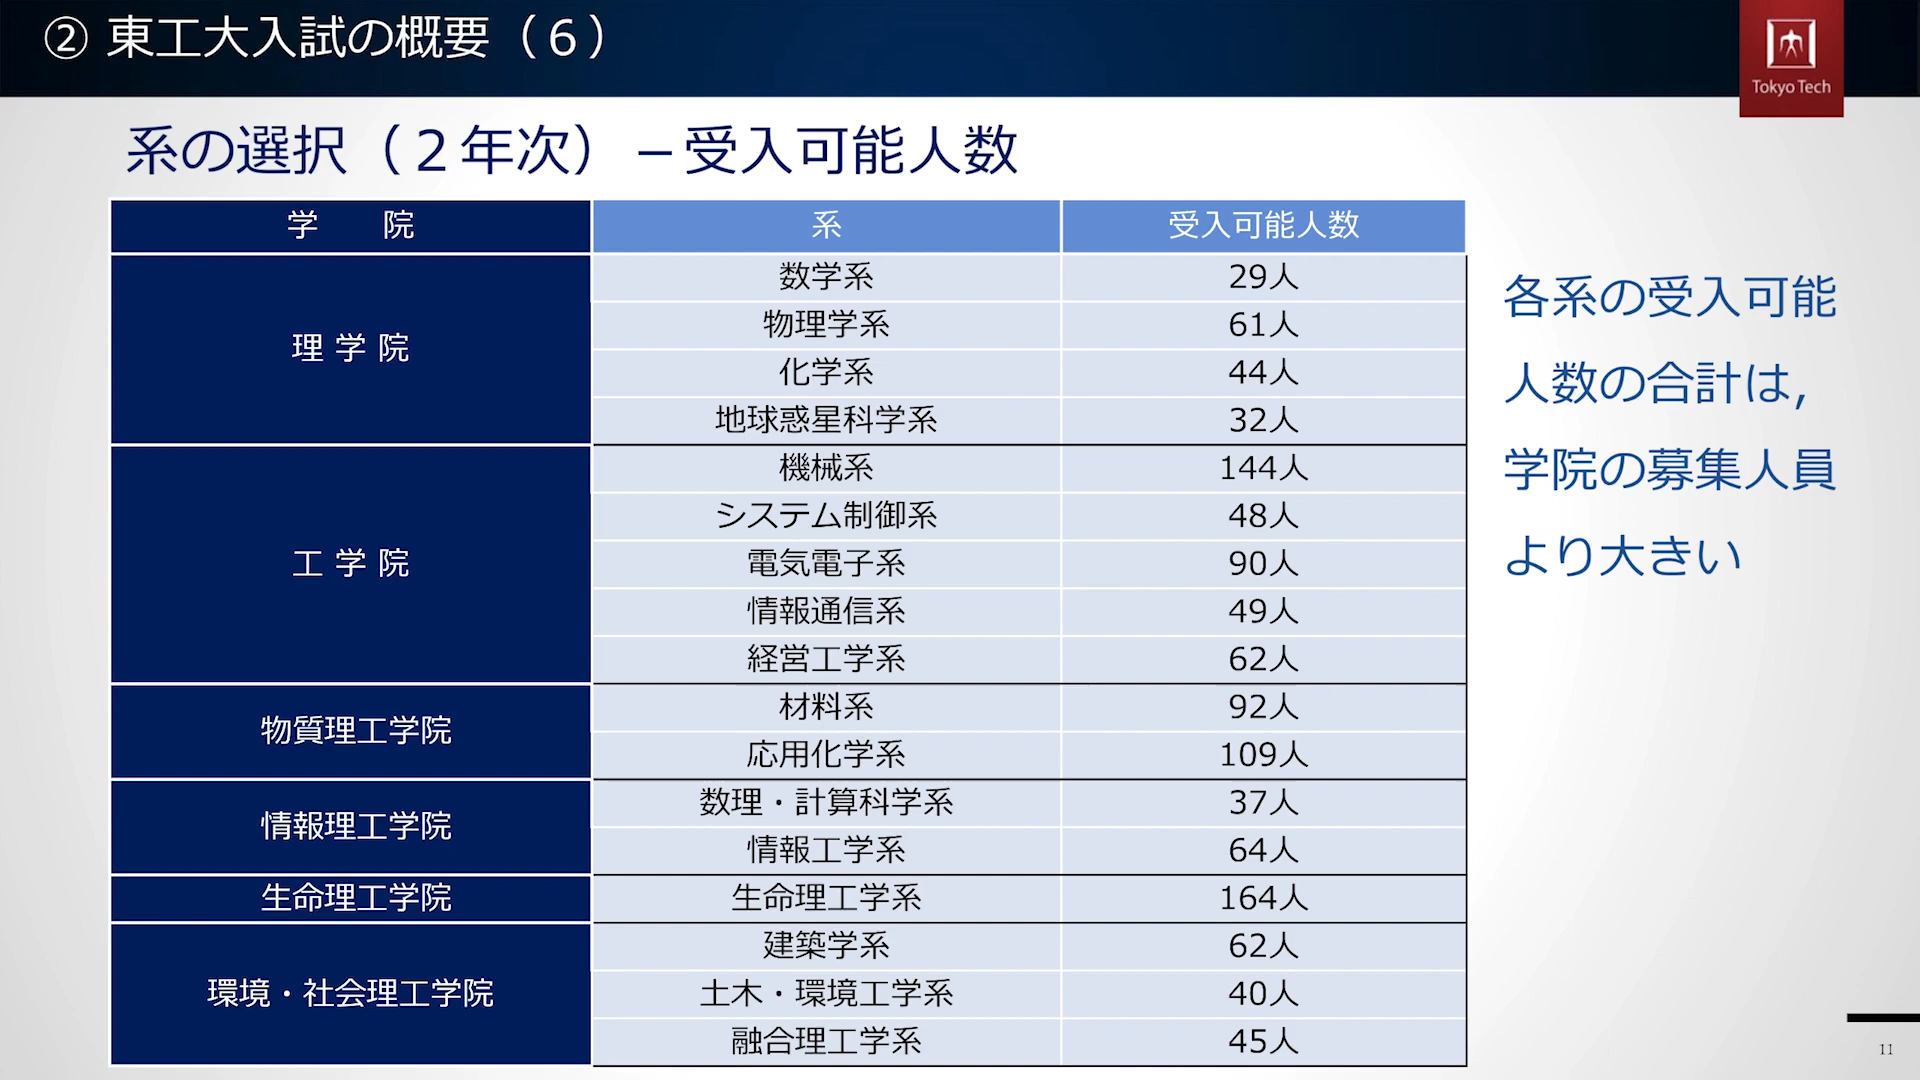 ② 東工大入試の概要（６）
Tokyo Tech
系の選択（２年次）－受入可能人数
学　　院　系　受入可能人数
理 学 院
数学系　29人
物理学系　61人
化学系　44人
地球惑星科学系　32人
工 学 院
機械系　144人
システム制御系　48人
電気電子系　90人
情報通信系　49人
経営工学系　62人
物質理工学院
材料系　92人
応用化学系　109人
情報理工学院
数理・計算科学系　37人
情報工学系　64人
生命理工学院
生命理工学系　164人
環境・社会理工学院
建築学系　62人
土木・環境工学系　40人
融合理工学系　45人
各系の受入可能
人数の合計は，
学院の募集人員
より大きい
11